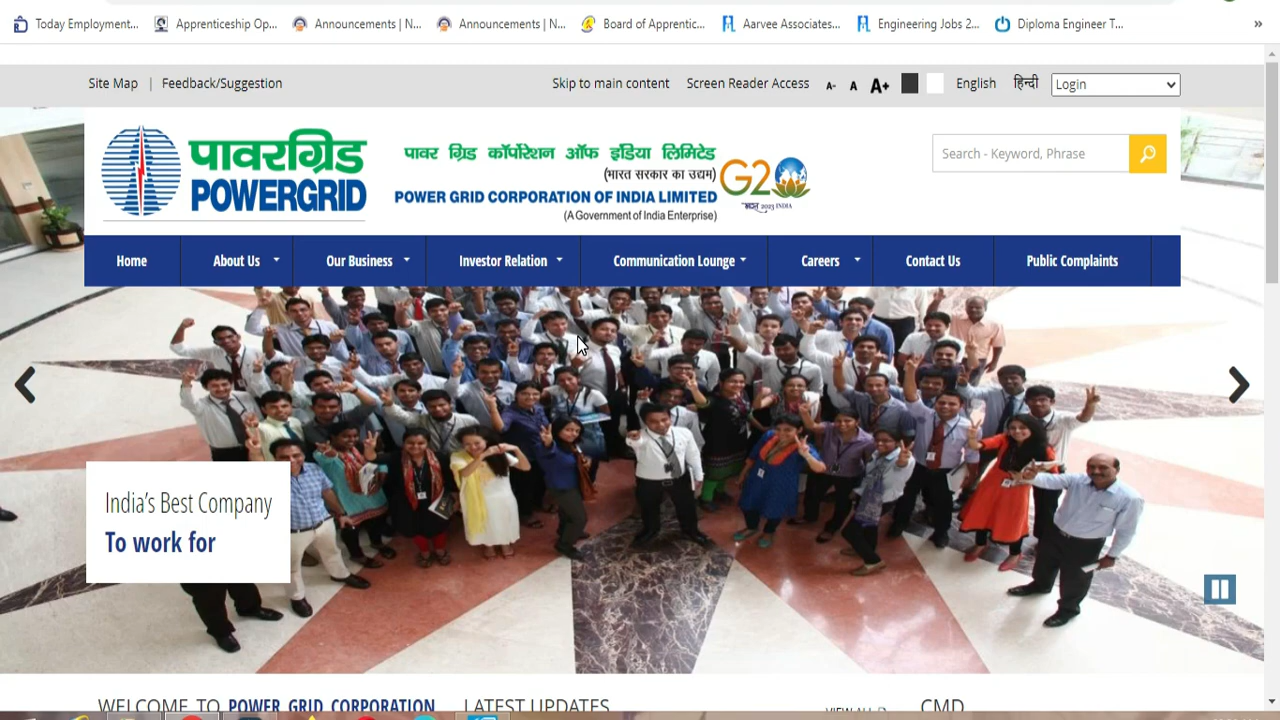 Today Employment...
Apprenticeship Op...
Announcements | N...
Announcements | N...
Board of Apprentic...
Aarvee Associates...
Engineering Jobs 2...
Diploma Engineer T...
»
Site Map | Feedback/Suggestion
Skip to main content
Screen Reader Access
A-
A
A+
English
हिन्दी
Login
पावरग्रिड
POWERGRID
पावर ग्रिड कॉर्पोरेशन ऑफ इंडिया लिमिटेड
(भारत सरकार का उद्यम)
POWER GRID CORPORATION OF INDIA LIMITED
(A Government of India Enterprise)
G20
2023 INDIA
Search - Keyword, Phrase
Home
About Us
Our Business
Investor Relation
Communication Lounge
Careers
Contact Us
Public Complaints
India's Best Company
To work for
WELCOME TO POWER GRID CORPORATION
LATEST UPDATES
VIEW ALL
CMD